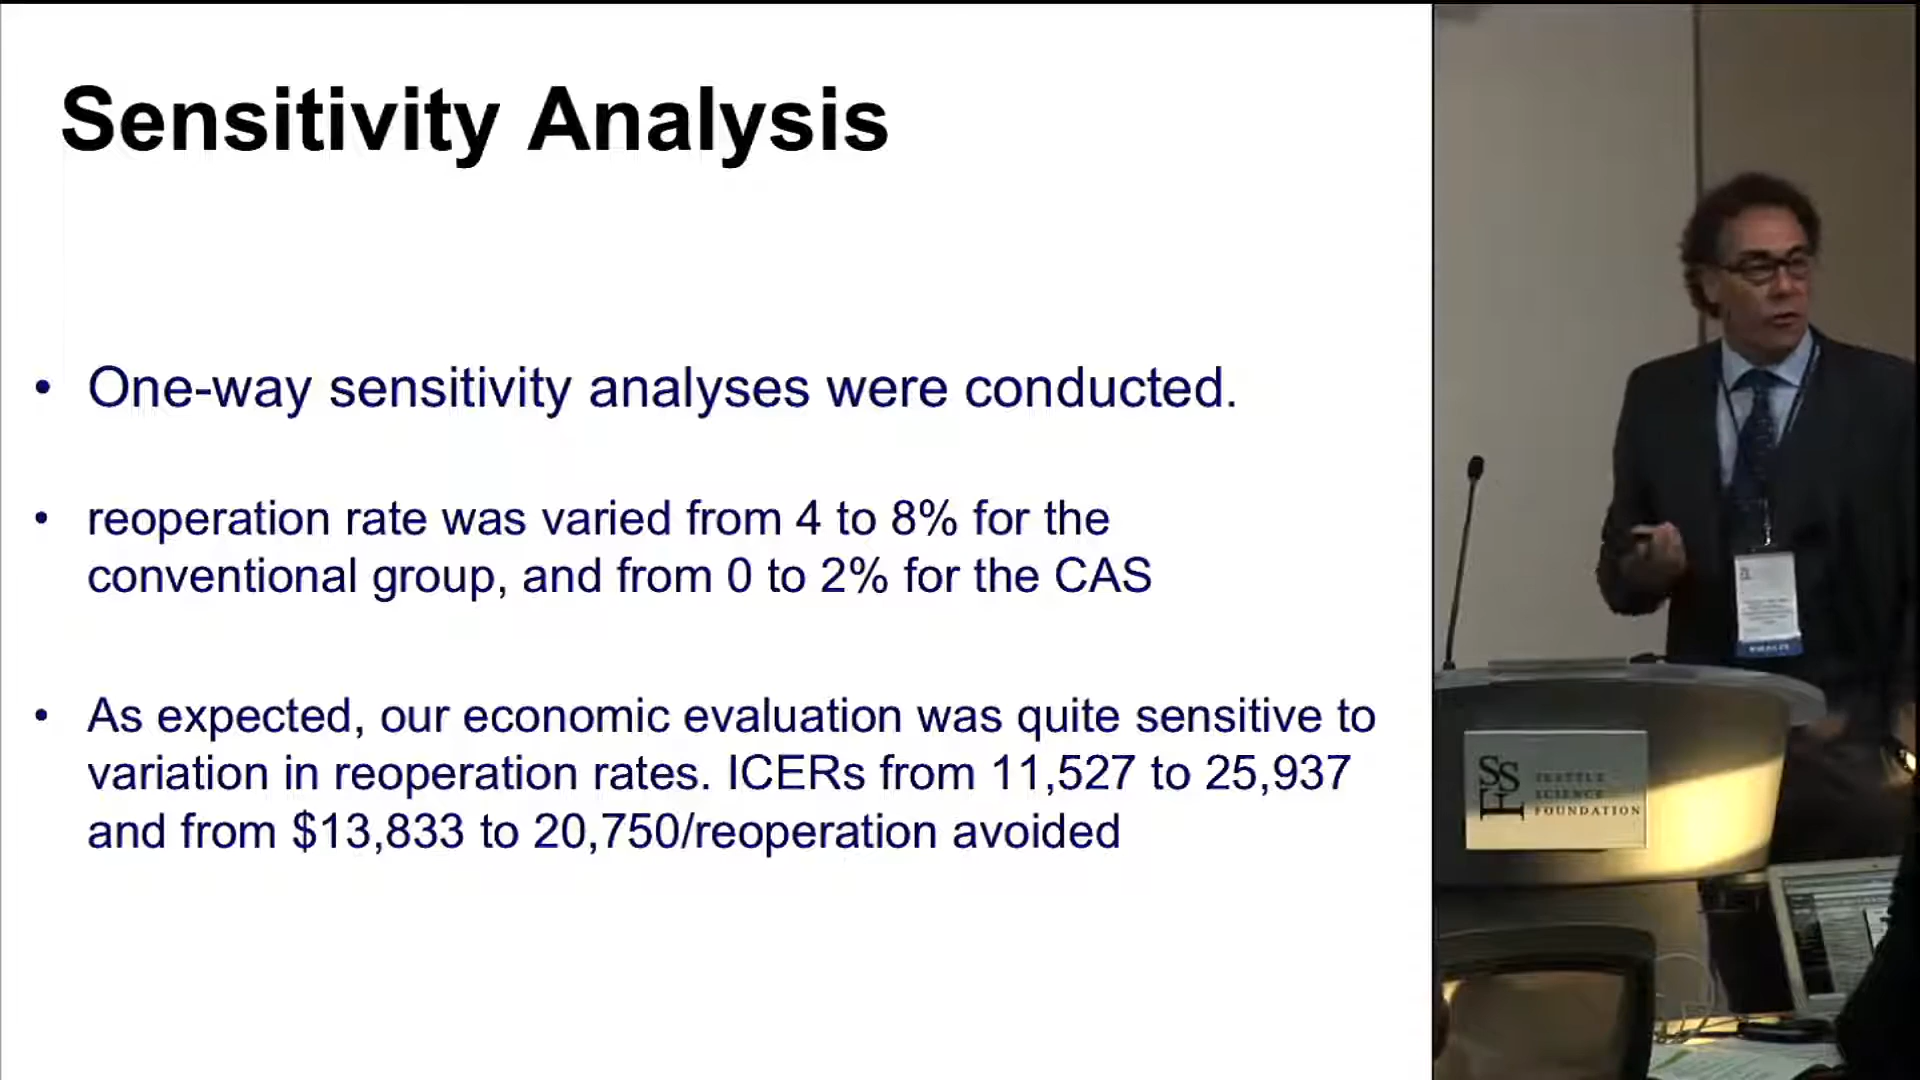 Sensitivity Analysis
• One-way sensitivity analyses were conducted.
• reoperation rate was varied from 4 to 8% for the
conventional group, and from 0 to 2% for the CAS
• As expected, our economic evaluation was quite sensitive to
variation in reoperation rates. ICERs from 11,527 to 25,937
and from $13,833 to 20,750/reoperation avoided
SSF
SEATTLE
SCIENCE
FOUNDATION